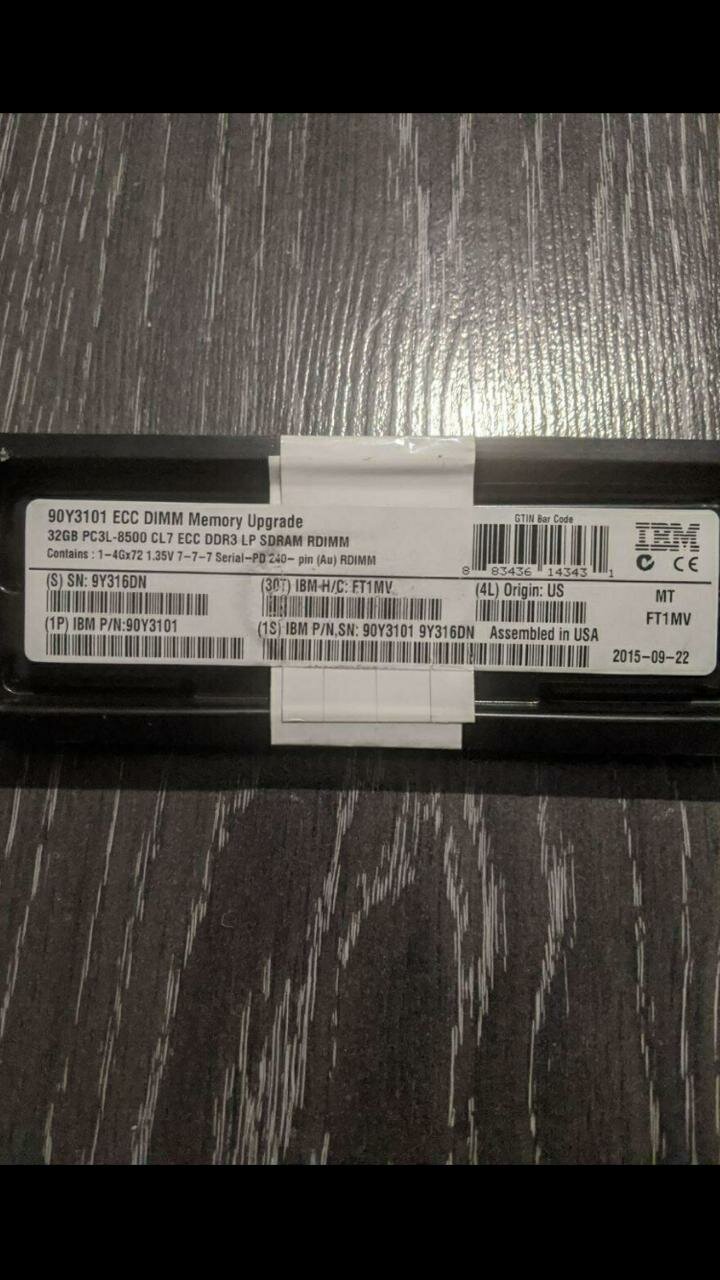 90Y3101 ECC DIMM Memory Upgrade
32GB PC3L-8500 CL7 ECC DDR3 LP SDRAM RDIMM
Contains : 1-4Gx72 1.35V 7-7-7 Serial-PD 240- pin (Au) RDIMM
GTIN Bar Code
8 83436 14343 1
IBM
CE
(S) SN: 9Y316DN
(30T) IBM H/C: FT1MV
(4L) Origin: US
MT
FT1MV
(1P) IBM P/N:90Y3101
(1S) IBM P/N,SN: 90Y3101 9Y316DN
Assembled in USA
2015-09-22